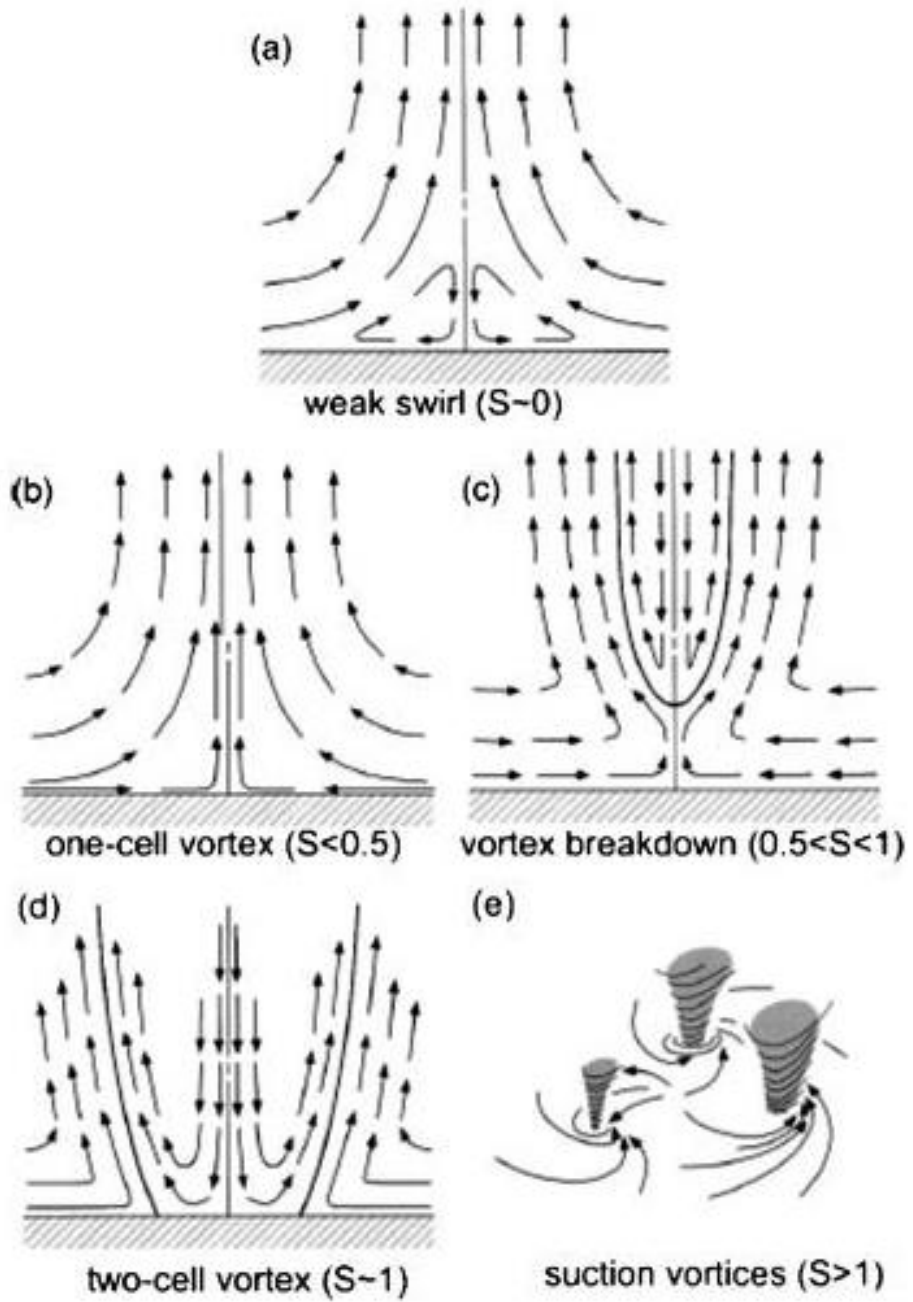 (a)
weak swirl (S~0)
(b)
(c)
one-cell vortex (S<0.5)
vortex breakdown (0.5<S<1)
(d)
(e)
two-cell vortex (S~1)
suction vortices (S>1)